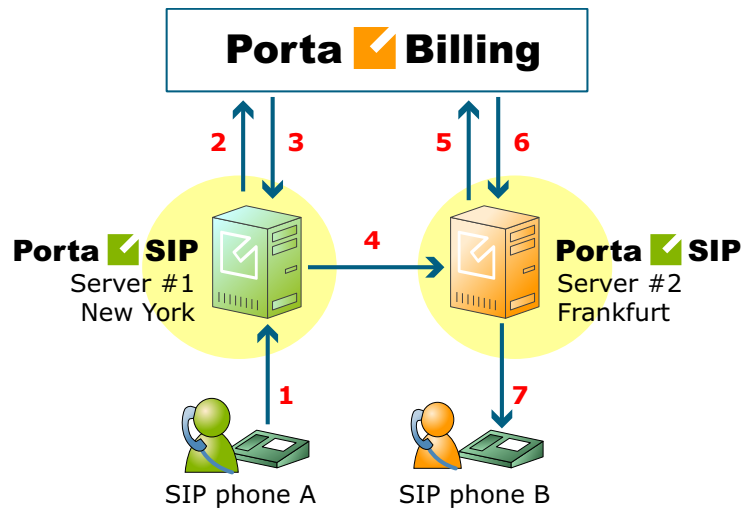 Porta Billing
2
3
5
6
Porta SIP
Server #1
New York
4
Porta SIP
Server #2
Frankfurt
1
7
SIP phone A
SIP phone B